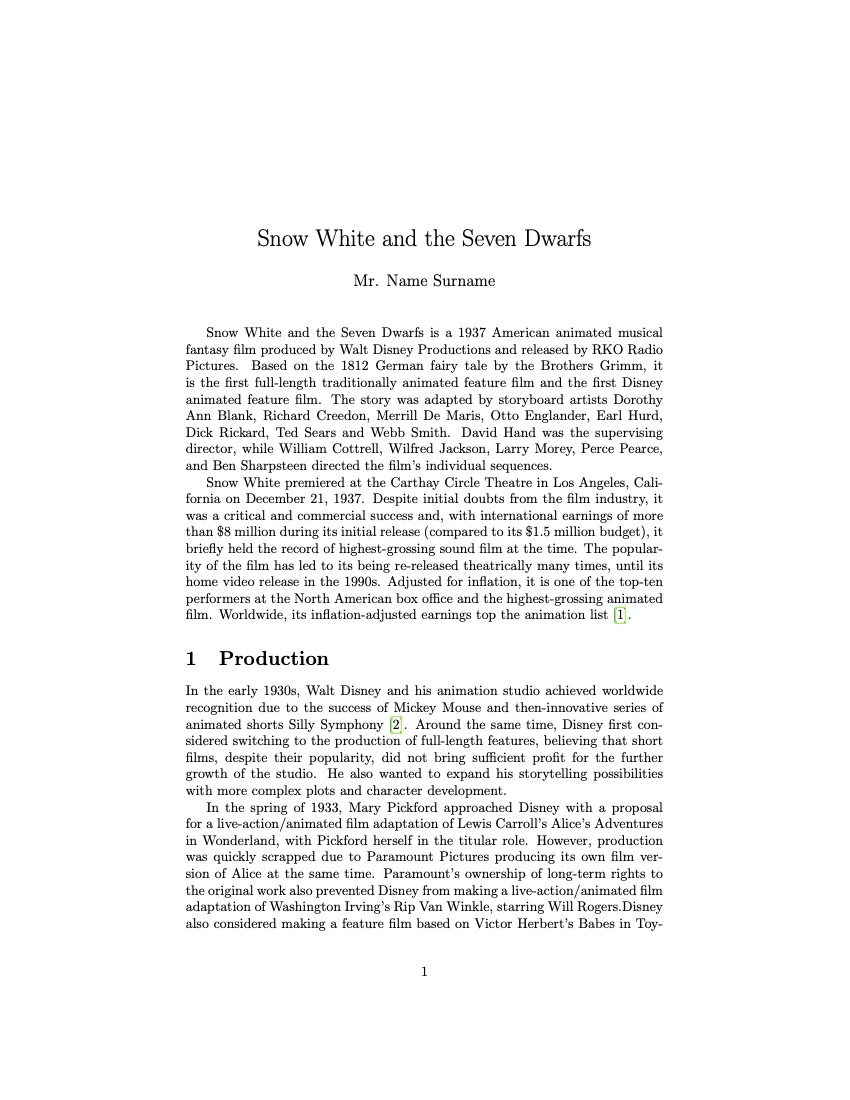 Snow White and the Seven Dwarfs
Mr. Name Surname
Snow White and the Seven Dwarfs is a 1937 American animated musical
fantasy film produced by Walt Disney Productions and released by RKO Radio
Pictures. Based on the 1812 German fairy tale by the Brothers Grimm, it
is the first full-length traditionally animated feature film and the first Disney
animated feature film. The story was adapted by storyboard artists Dorothy
Ann Blank, Richard Creedon, Merrill De Maris, Otto Englander, Earl Hurd,
Dick Rickard, Ted Sears and Webb Smith. David Hand was the supervising
director, while William Cottrell, Wilfred Jackson, Larry Morey, Perce Pearce,
and Ben Sharpsteen directed the film's individual sequences.
Snow White premiered at the Carthay Circle Theatre in Los Angeles, Cali-
fornia on December 21, 1937. Despite initial doubts from the film industry, it
was a critical and commercial success and, with international earnings of more
than $8 million during its initial release (compared to its $1.5 million budget), it
briefly held the record of highest-grossing sound film at the time. The popular-
ity of the film has led to its being re-released theatrically many times, until its
home video release in the 1990s. Adjusted for inflation, it is one of the top-ten
performers at the North American box office and the highest-grossing animated
film. Worldwide, its inflation-adjusted earnings top the animation list [1].
1 Production
In the early 1930s, Walt Disney and his animation studio achieved worldwide
recognition due to the success of Mickey Mouse and then-innovative series of
animated shorts Silly Symphony [2]. Around the same time, Disney first con-
sidered switching to the production of full-length features, believing that short
films, despite their popularity, did not bring sufficient profit for the further
growth of the studio. He also wanted to expand his storytelling possibilities
with more complex plots and character development.
In the spring of 1933, Mary Pickford approached Disney with a proposal
for a live-action/animated film adaptation of Lewis Carroll's Alice's Adventures
in Wonderland, with Pickford herself in the titular role. However, production
was quickly scrapped due to Paramount Pictures producing its own film ver-
sion of Alice at the same time. Paramount's ownership of long-term rights to
the original work also prevented Disney from making a live-action/animated film
adaptation of Washington Irving's Rip Van Winkle, starring Will Rogers.Disney
also considered making a feature film based on Victor Herbert's Babes in Toy-
1